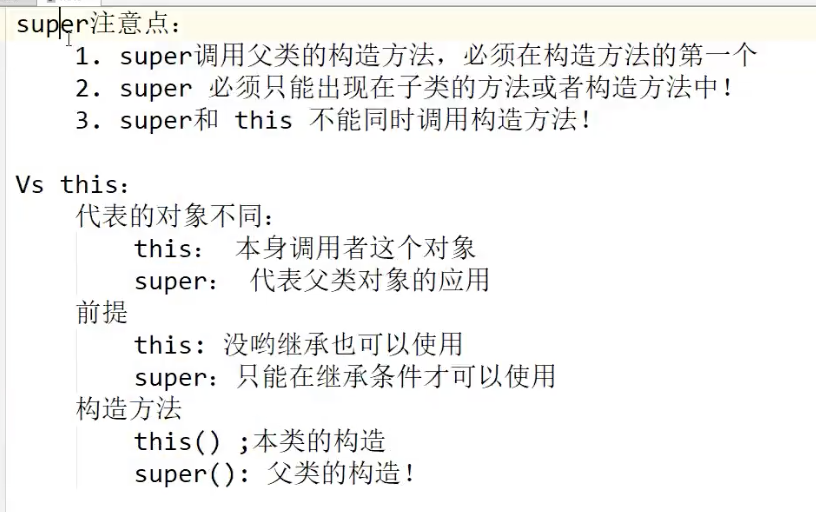 super注意点：
1. super调用父类的构造方法，必须在构造方法的第一个
2. super 必须只能出现在子类的方法或者构造方法中！
3. super和 this 不能同时调用构造方法！
Vs this：
代表的对象不同：
this： 本身调用者这个对象
super： 代表父类对象的应用
前提
this: 没哟继承也可以使用
super：只能在继承条件才可以使用
构造方法
this() ;本类的构造
super(): 父类的构造！